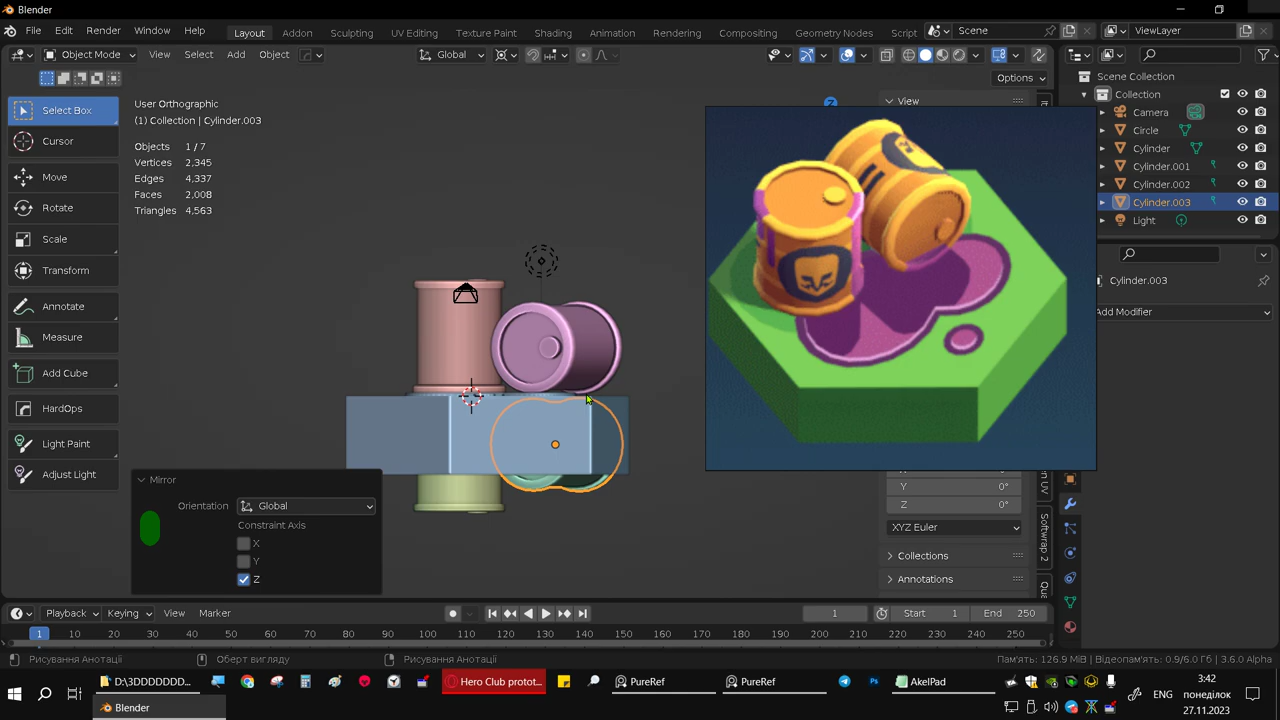 Blender
File Edit Render Window Help Layout Addon Sculpting UV Editing Texture Paint Shading Animation Rendering Compositing Geometry Nodes Script Scene ViewLayer
Object Mode View Select Add Object Global
Options
Select Box
Cursor
Move
Rotate
Scale
Transform
Annotate
Measure
Add Cube
HardOps
Light Paint
Adjust Light
User Orthographic
(1) Collection | Cylinder.003
Objects 1 / 7
Vertices 2,345
Edges 4,337
Faces 2,008
Triangles 4,563
View
Z
Scene Collection
Collection
Camera
Circle
Cylinder
Cylinder.001
Cylinder.002
Cylinder.003
Light
Cylinder.003
Add Modifier
Y 0°
Z 0°
XYZ Euler
Collections
Annotations
Softwrap 2
Mirror
Orientation Global
Constraint Axis
X
Y
Z
Playback Keying View Marker 1 Start 1 End 250
1 10 20 30 40 50 60 70 80 90 100 110 120 130 140 150 160 170 180 190 200 210 220 230 240 250
Рисування Анотації Оберт вигляду Рисування Анотації Пам'ять: 126.9 MiB | Відеопам'ять: 0.9/6.0 Гб | 3.6.0 Alpha
D:\3DDDDDDD... Hero Club protot... PureRef PureRef AkelPad
Blender
ENG
3:42
понеділок
27.11.2023